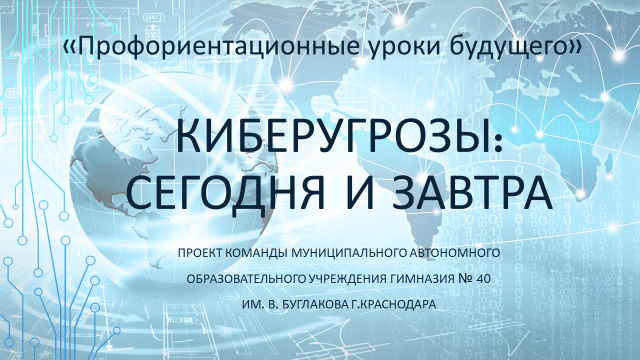 «Профориентационные уроки будущего»
КИБЕРУГРОЗЫ:
СЕГОДНЯ И ЗАВТРА
ПРОЕКТ КОМАНДЫ МУНИЦИПАЛЬНОГО АВТОНОМНОГО
ОБРАЗОВАТЕЛЬНОГО УЧРЕЖДЕНИЯ ГИМНАЗИЯ № 40
ИМ. В. БУГЛАКОВА Г.КРАСНОДАРА